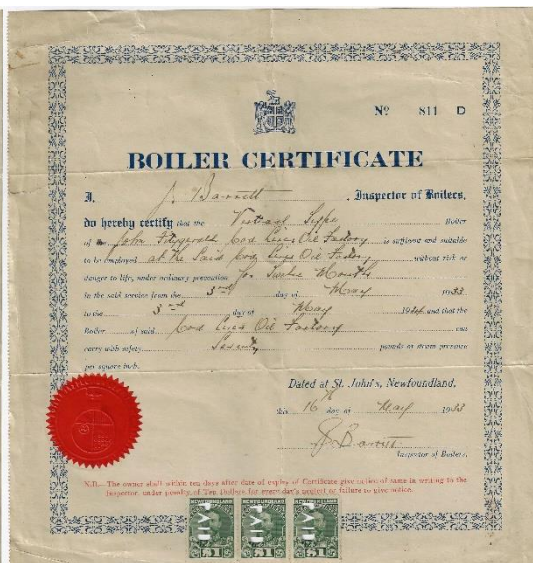 Nº 811 D
BOILER CERTIFICATE
I, J. Barrett, Inspector of Boilers,
do hereby certify that the Vertical Type Boiler
of John Fitzgerald Cod Liver Oil Factory is sufficient and suitable
to be employed at the Said Cod Liver Oil Factory without risk or
danger to life, under ordinary prevention for Twelve Months
in the said service from the 3rd day of May 1933
to the 3rd day of May 1934 and that the
Boiler of said Cod Liver Oil Factory can
carry with safety Seventy pounds of steam pressure
per square inch.
Dated at St. John's, Newfoundland,
this 16th day of May 1933
J Barrett
Inspector of Boilers.
N.B.—The owner shall within ten days after date of expiry of Certificate give notice of same in writing to the
Inspector, under penalty of Ten Dollars for every day's neglect or failure to give notice.
NEWFOUNDLAND NEWFOUNDLAND NEWFOUNDLAND
$1 $1 $1